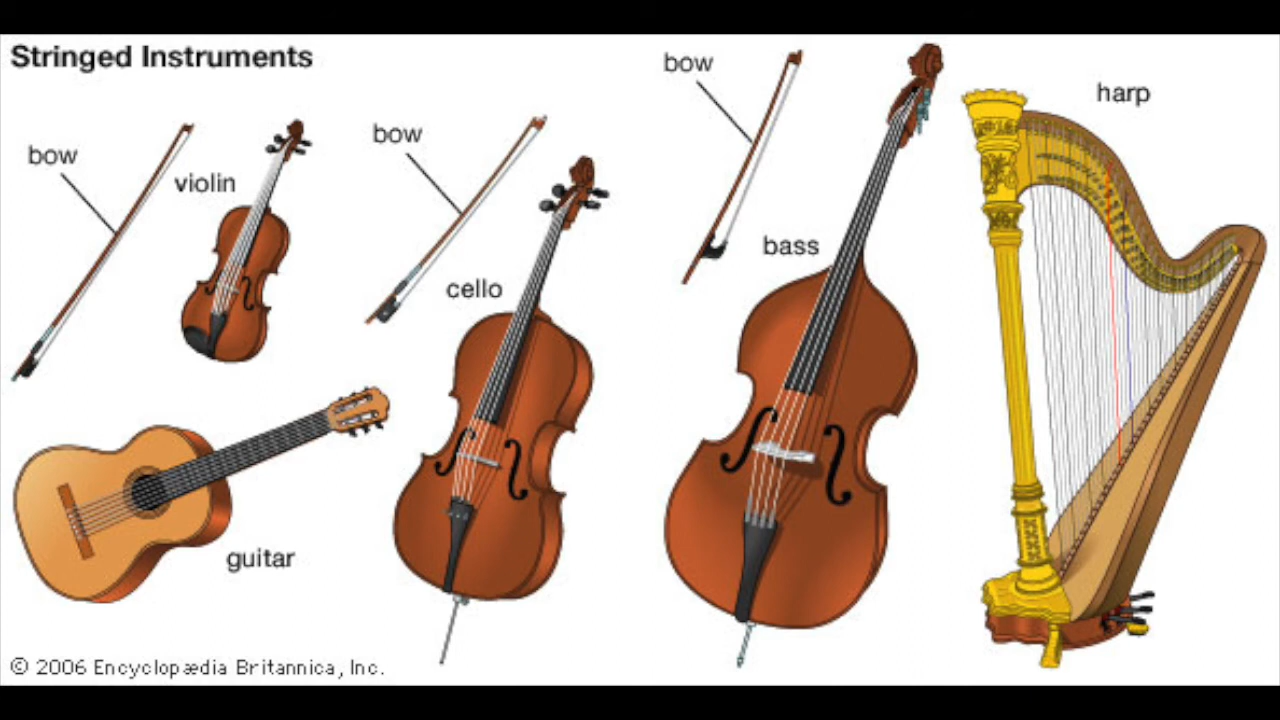 Stringed Instruments
bow
violin
bow
cello
bow
bass
harp
guitar
© 2006 Encyclopædia Britannica, Inc.